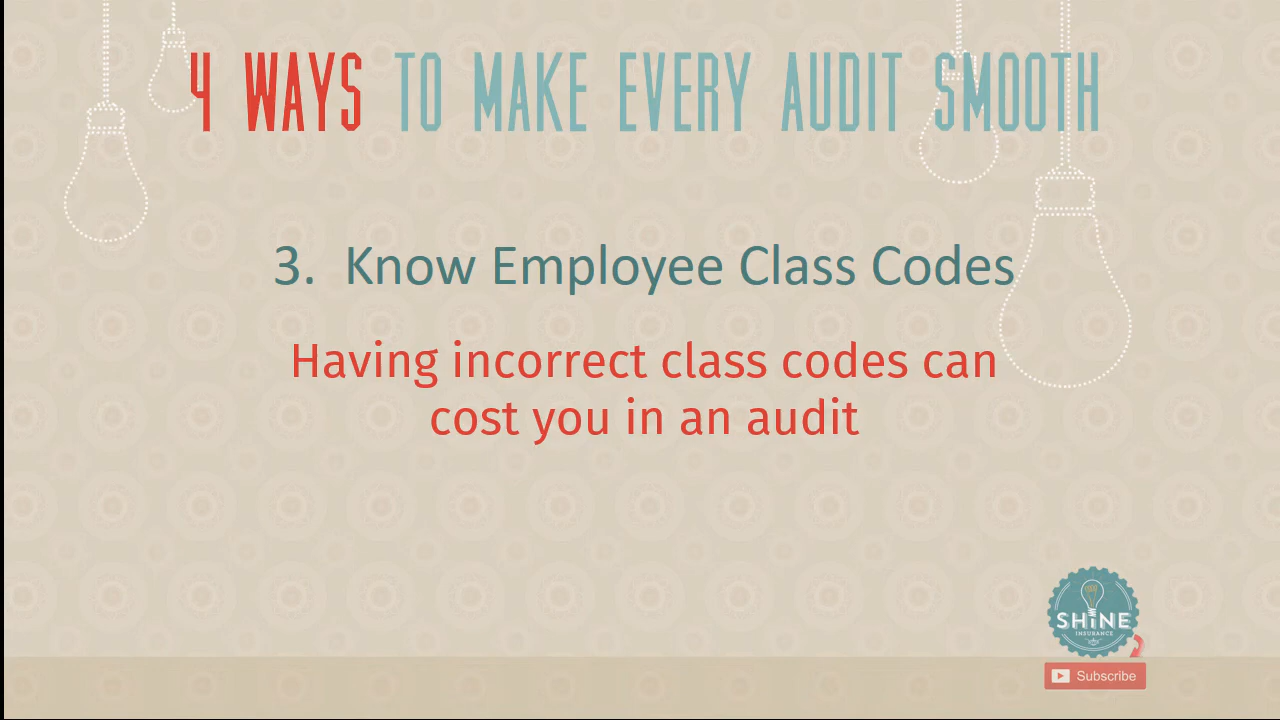 4 WAYS TO MAKE EVERY AUDIT SMOOTH
3. Know Employee Class Codes
Having incorrect class codes can
cost you in an audit
SHINE
INSURANCE
Subscribe